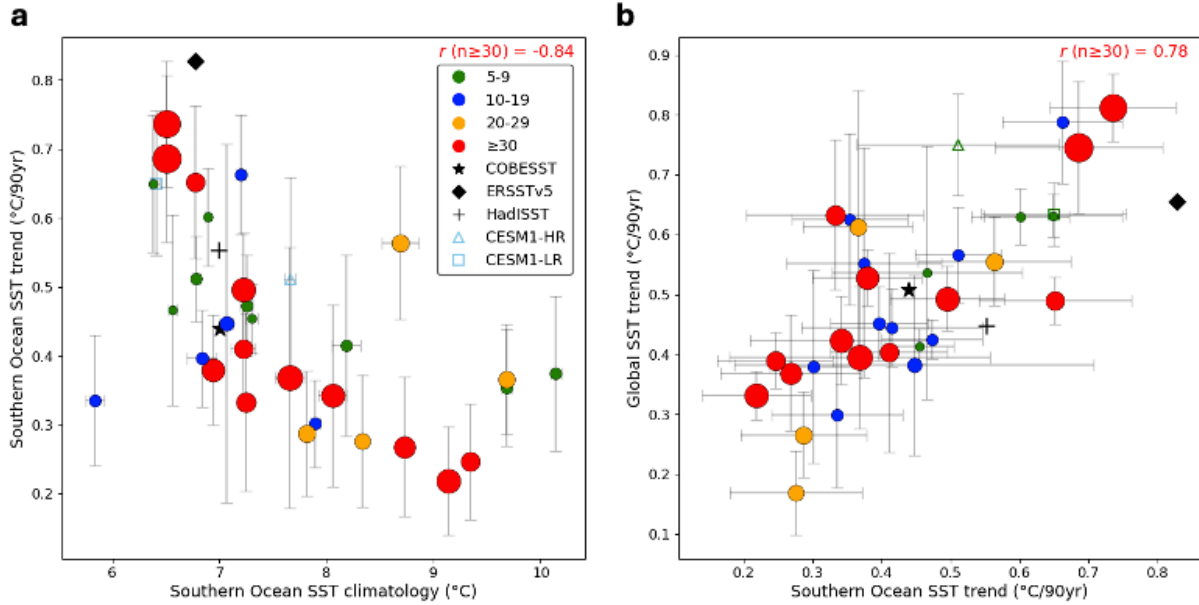 a
r (n≥30) = -0.84
0.8
0.7
0.6
0.5
0.4
0.3
0.2
Southern Ocean SST trend (°C/90yr)
5-9
10-19
20-29
≥30
COBESST
ERSSTv5
HadISST
CESM1-HR
CESM1-LR
6 7 8 9 10
Southern Ocean SST climatology (°C)
b
r (n≥30) = 0.78
0.9
0.8
0.7
0.6
0.5
0.4
0.3
0.2
0.1
Global SST trend (°C/90yr)
0.2 0.3 0.4 0.5 0.6 0.7 0.8
Southern Ocean SST trend (°C/90yr)